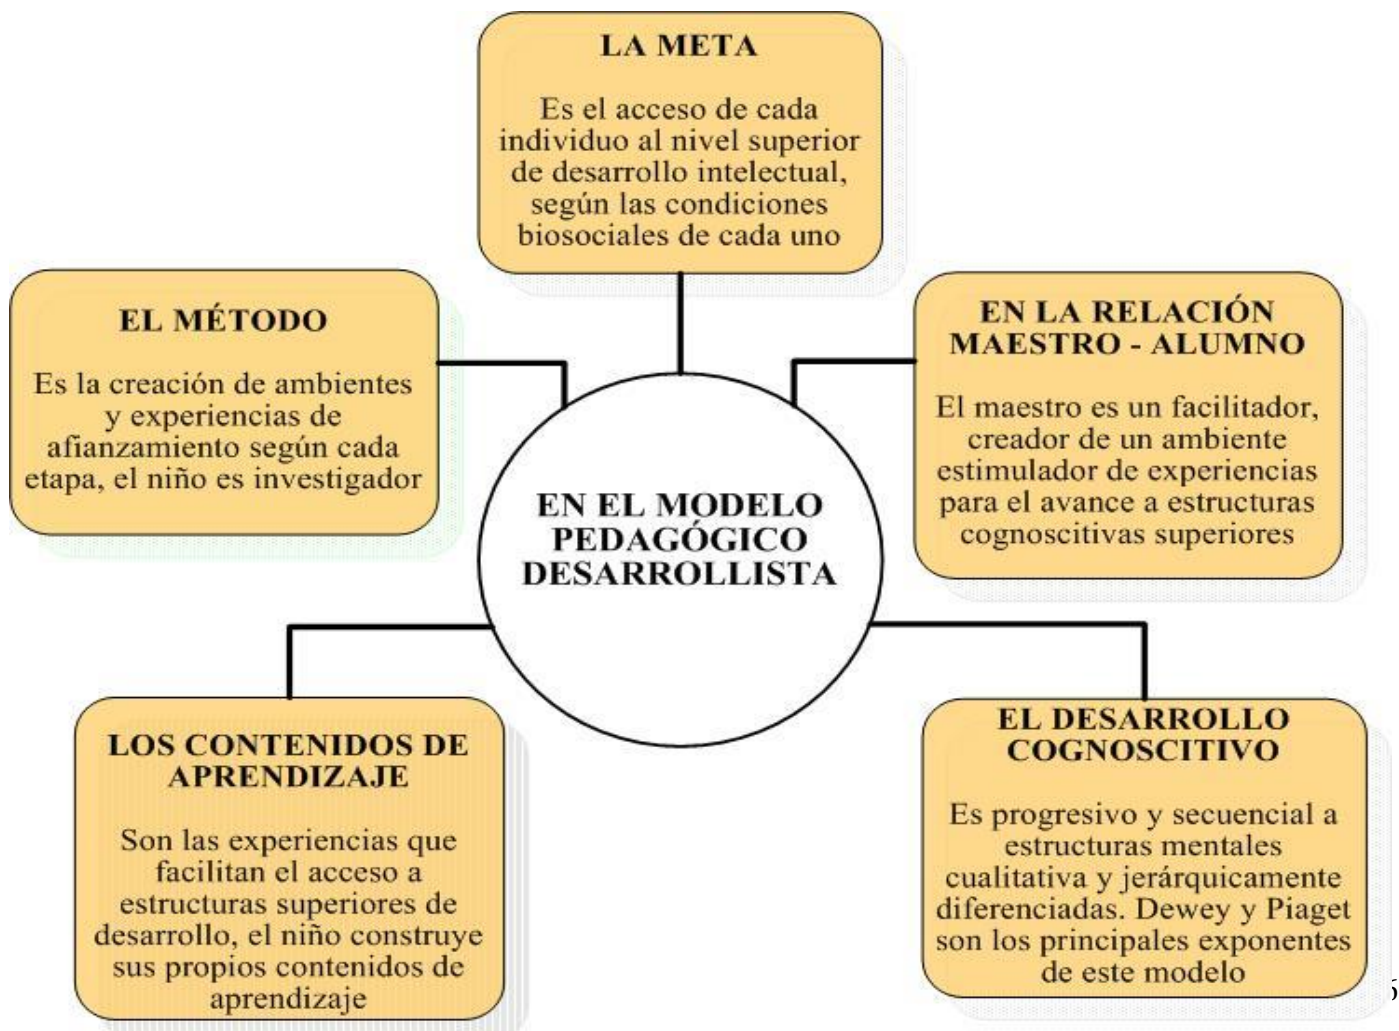 LA META
Es el acceso de cada
individuo al nivel superior
de desarrollo intelectual,
según las condiciones
biosociales de cada uno
EL MÉTODO
Es la creación de ambientes
y experiencias de
afianzamiento según cada
etapa, el niño es investigador
EN LA RELACIÓN
MAESTRO - ALUMNO
El maestro es un facilitador,
creador de un ambiente
estimulador de experiencias
para el avance a estructuras
cognoscitivas superiores
EN EL MODELO
PEDAGÓGICO
DESARROLLISTA
LOS CONTENIDOS DE
APRENDIZAJE
Son las experiencias que
facilitan el acceso a
estructuras superiores de
desarrollo, el niño construye
sus propios contenidos de
aprendizaje
EL DESARROLLO
COGNOSCITIVO
Es progresivo y secuencial a
estructuras mentales
cualitativa y jerárquicamente
diferenciadas. Dewey y Piaget
son los principales exponentes
de este modelo